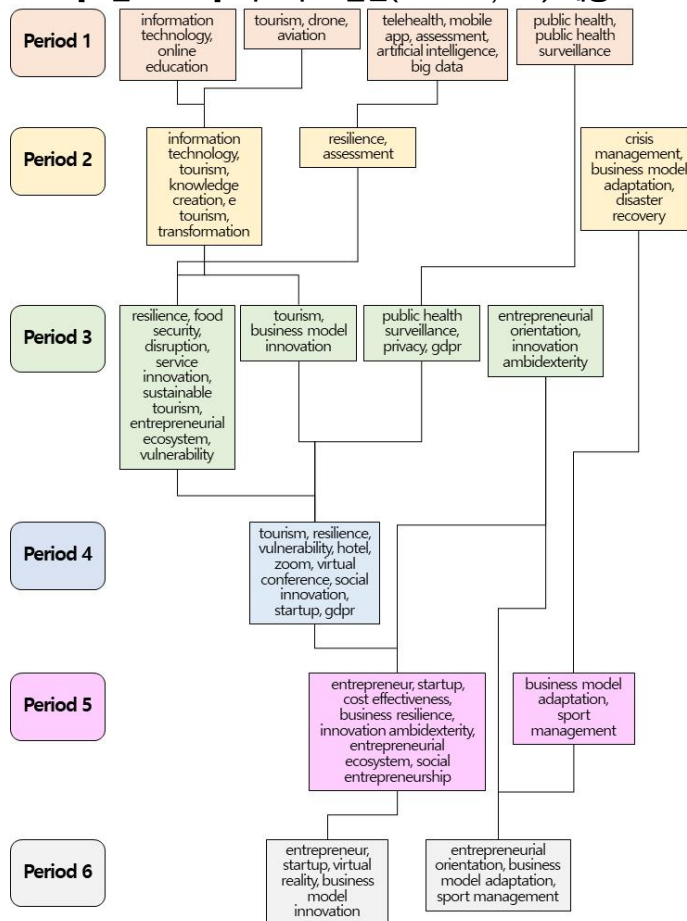 Period 1
information
technology,
online
education
tourism, drone,
aviation
telehealth, mobile
app, assessment,
artificial intelligence,
big data
public health,
public health
surveillance
Period 2
information
technology,
tourism,
knowledge
creation, e
tourism,
transformation
resilience,
assessment
crisis
management,
business model
adaptation,
disaster
recovery
Period 3
resilience, food
security,
disruption,
service
innovation,
sustainable
tourism,
entrepreneurial
ecosystem,
vulnerability
tourism,
business model
innovation
public health
surveillance,
privacy, gdpr
entrepreneurial
orientation,
innovation
ambidexterity
Period 4
tourism, resilience,
vulnerability, hotel,
zoom, virtual
conference, social
innovation,
startup, gdpr
Period 5
entrepreneur, startup,
cost effectiveness,
business resilience,
innovation ambidexterity,
entrepreneurial
ecosystem, social
entrepreneurship
business model
adaptation,
sport
management
Period 6
entrepreneur,
startup, virtual
reality, business
model
innovation
entrepreneurial
orientation, business
model adaptation,
sport management